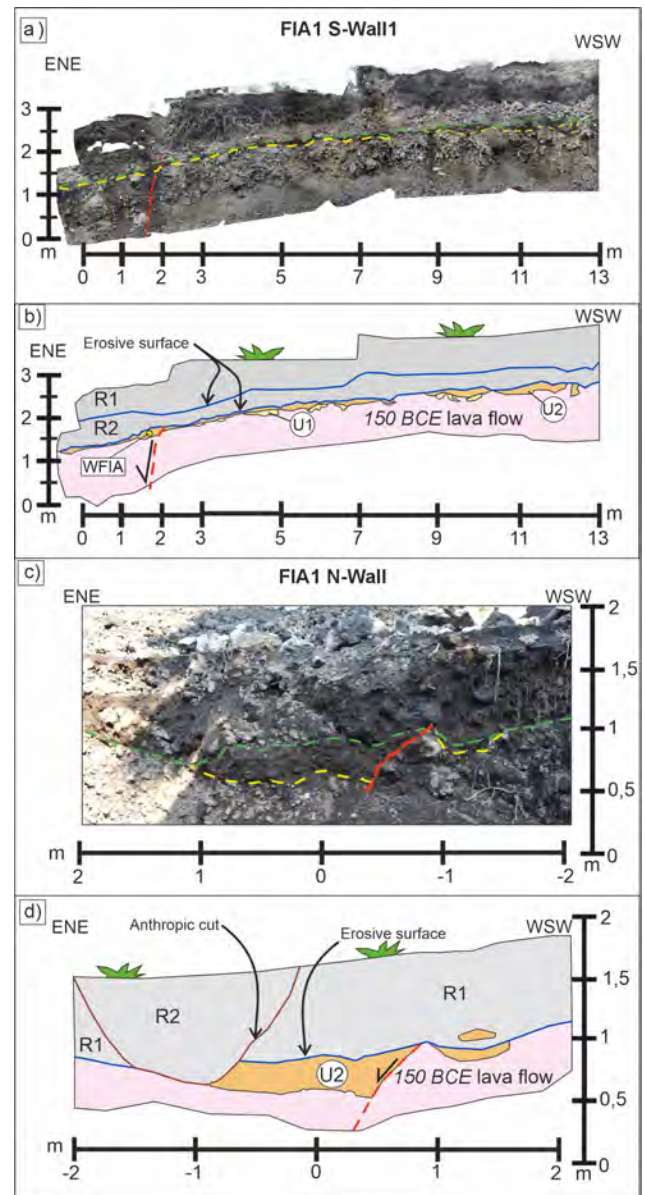 a)
FIA1 S-Wall1
ENE
WSW
3
2
1
0
m
0 1 2 3 5 7 9 11 13
m
b)
WSW
ENE
Erosive surface
3
2
1
0
m
R1
R2
WFIA
U1
150 BCE lava flow
U2
0 1 2 3 5 7 9 11 13
m
c)
FIA1 N-Wall
ENE
WSW
2
1,5
1
0,5
0
m
m
2 1 0 -1 -2
d)
ENE
WSW
Anthropic cut
Erosive surface
2
1,5
1
0,5
0
m
R2
R1
R1
U2
150 BCE lava flow
-2 -1 0 1 2
m